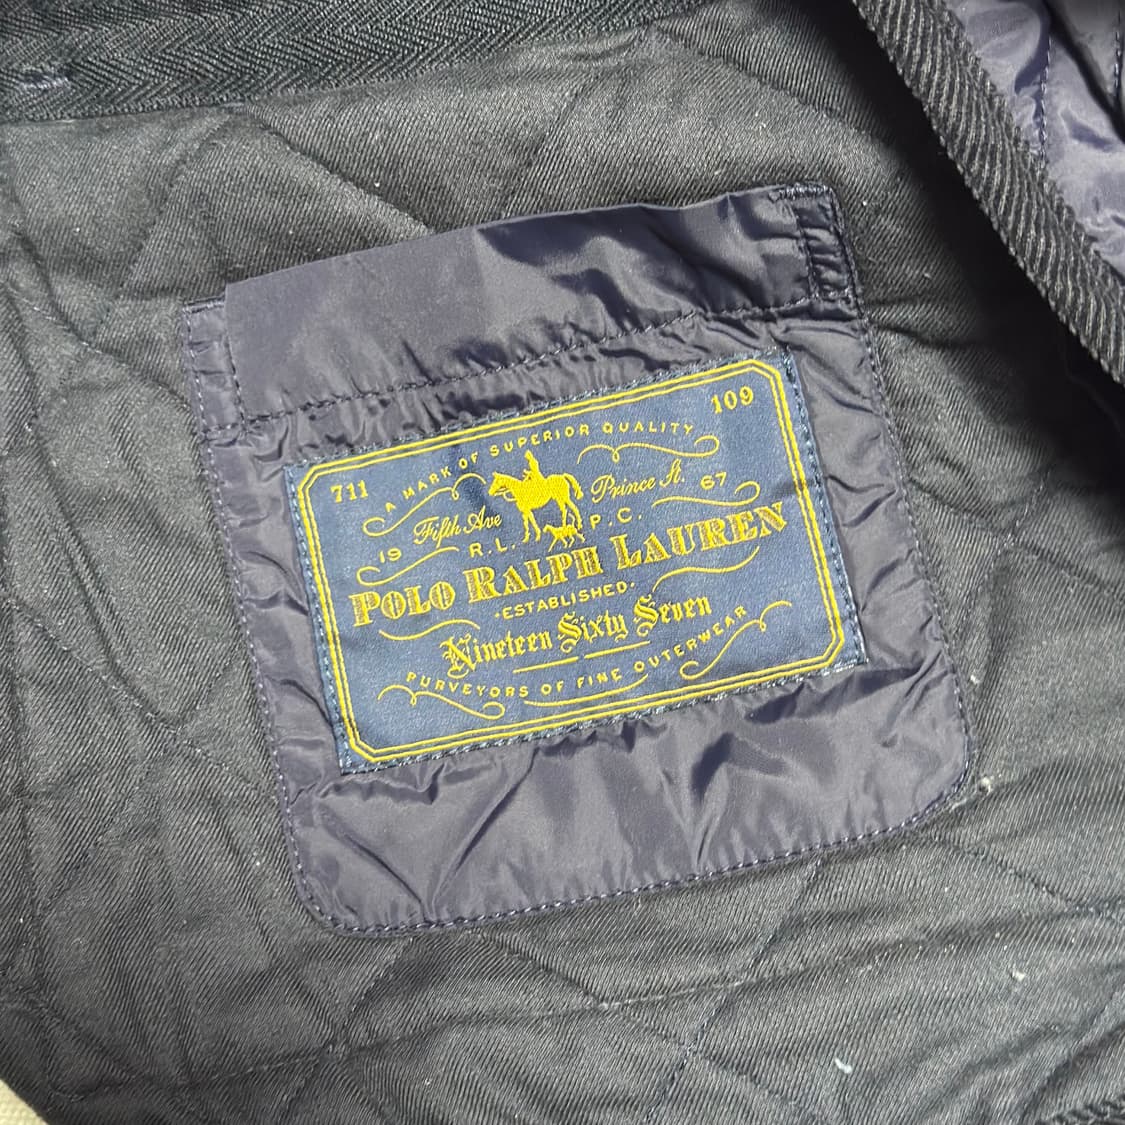 711 109
A MARK OF SUPERIOR QUALITY
Fifth Ave Prince St.
19 R.L. P.C. 67
POLO RALPH LAUREN
·ESTABLISHED·
Nineteen Sixty Seven
PURVEYORS OF FINE OUTERWEAR